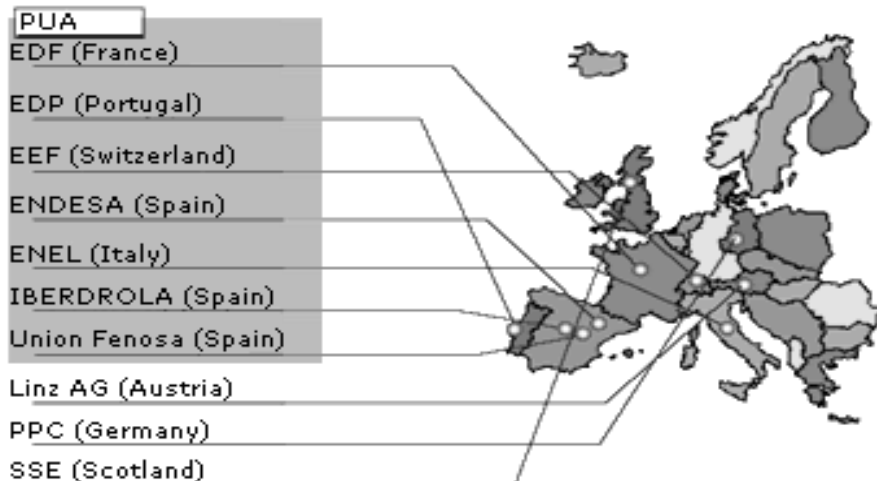 PUA
EDF (France)
EDP (Portugal)
EEF (Switzerland)
ENDESA (Spain)
ENEL (Italy)
IBERDROLA (Spain)
Union Fenosa (Spain)
Linz AG (Austria)
PPC (Germany)
SSE (Scotland)